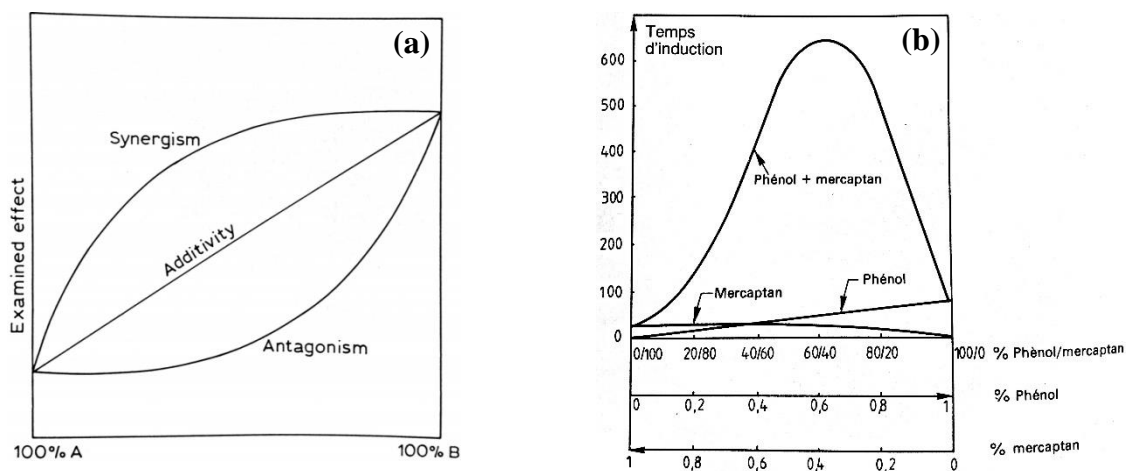 (a)
Synergism
Additivity
Antagonism
Examined effect
100% A
100% B
(b)
Temps
d'induction
600
500
400
300
200
100
0
Phénol + mercaptan
Phénol
Mercaptan
0/100 20/80 40/60 60/40 80/20 100/0 % Phènol/mercaptan
0 0,2 0,4 0,6 0,8 1 % Phénol
1 0,8 0,6 0,4 0,2 0 % mercaptan